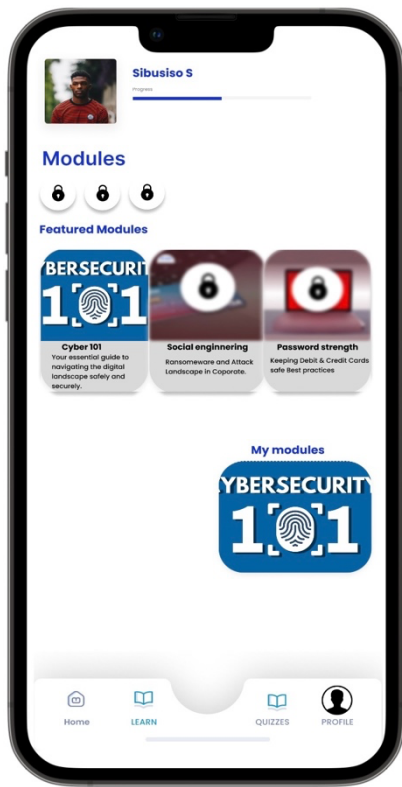 Sibusiso S
Progress
Modules
Featured Modules
YBERSECURIT
101
Cyber 101
Your essential guide to
navigating the digital
landscape safely and
securely.
Social enginnering
Ransomeware and Attack
Landscape in Coporate.
Password strength
Keeping Debit & Credit Cards
safe Best practices
My modules
YBERSECURITY
101
Home
LEARN
QUIZZES
PROFILE